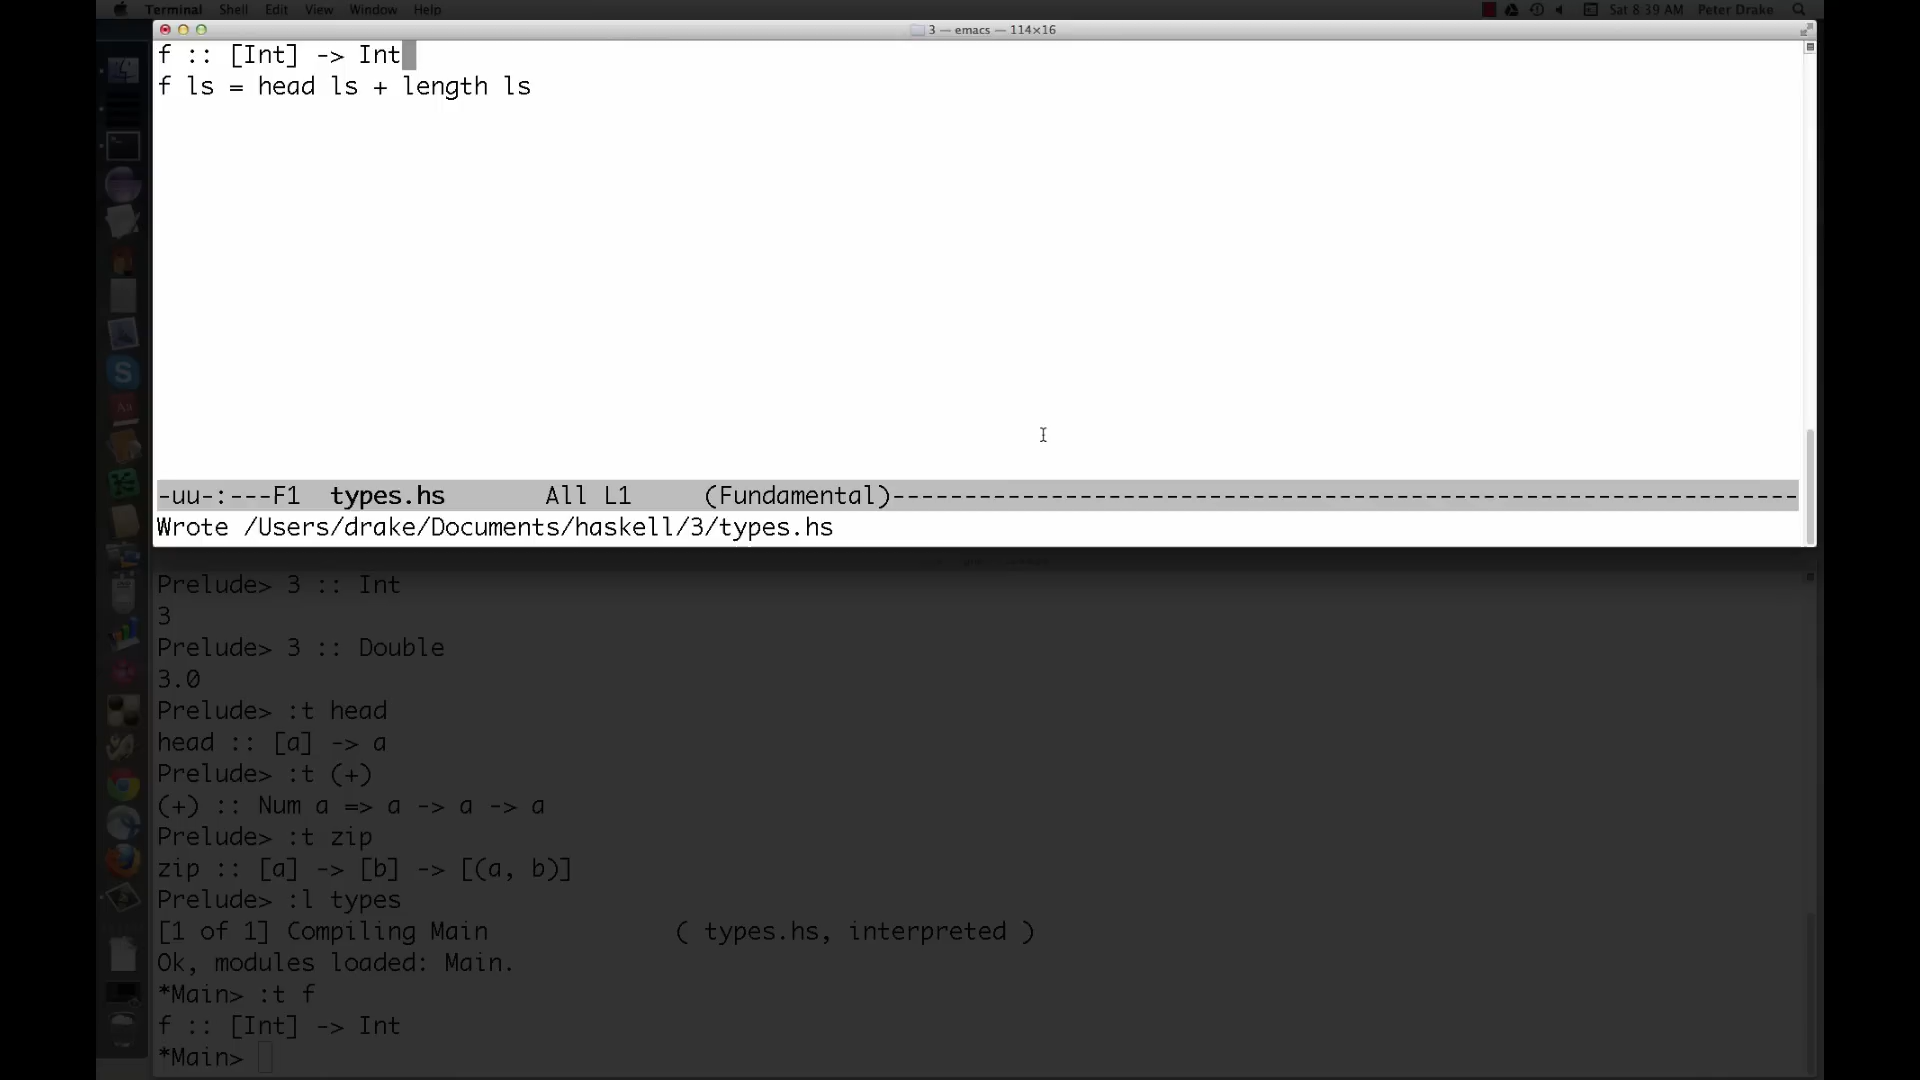 Terminal Shell Edit View Window Help Sat 8:39 AM Peter Drake
3 — emacs — 114×16
f :: [Int] -> Int
f ls = head ls + length ls
-uu-:---F1  types.hs       All L1     (Fundamental)---------------------------------------------------------------
Wrote /Users/drake/Documents/haskell/3/types.hs
Prelude> 3 :: Int
3
Prelude> 3 :: Double
3.0
Prelude> :t head
head :: [a] -> a
Prelude> :t (+)
(+) :: Num a => a -> a -> a
Prelude> :t zip
zip :: [a] -> [b] -> [(a, b)]
Prelude> :l types
[1 of 1] Compiling Main             ( types.hs, interpreted )
Ok, modules loaded: Main.
*Main> :t f
f :: [Int] -> Int
*Main>